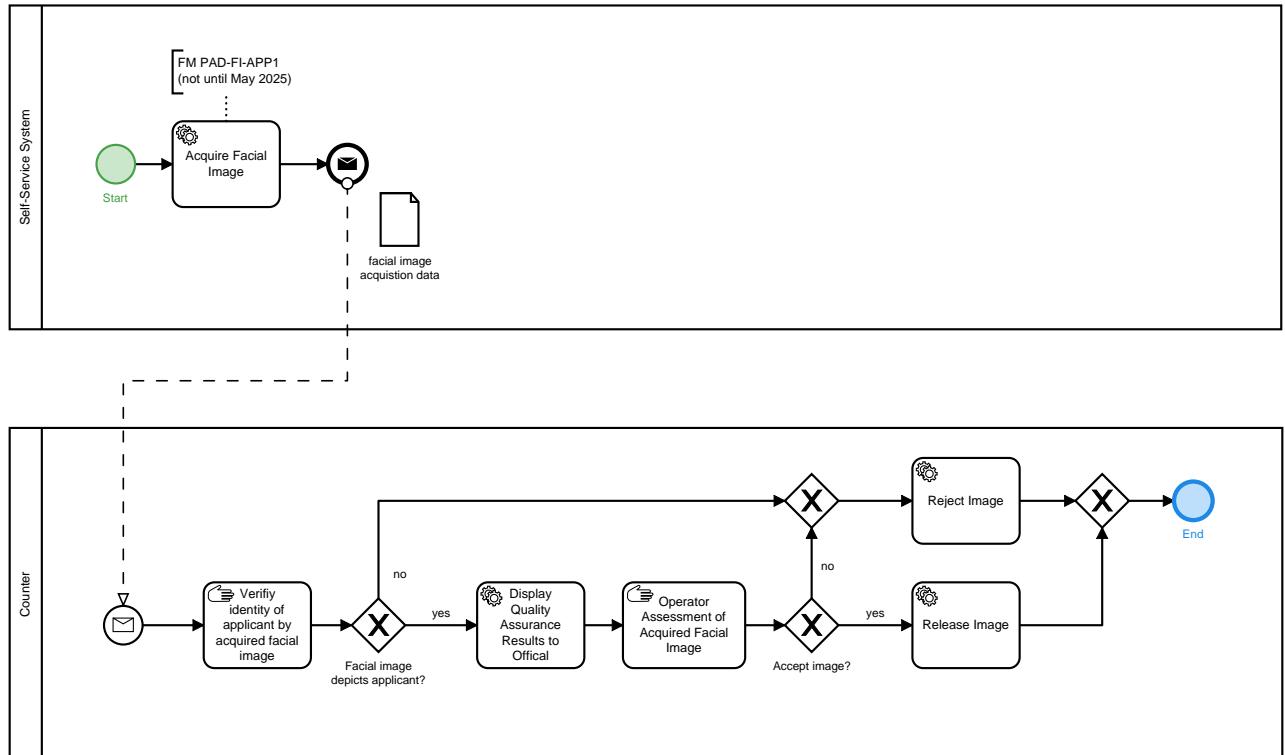 Self-Service System
FM PAD-FI-APP1
(not until May 2025)
Acquire Facial
Image
Start
facial image
acquistion data
Counter
Verifiy
identity of
applicant by
acquired facial
image
no
yes
Facial image
depicts applicant?
Display
Quality
Assurance
Results to
Offical
Operator
Assessment of
Acquired Facial
Image
no
yes
Accept image?
Reject Image
Release Image
End